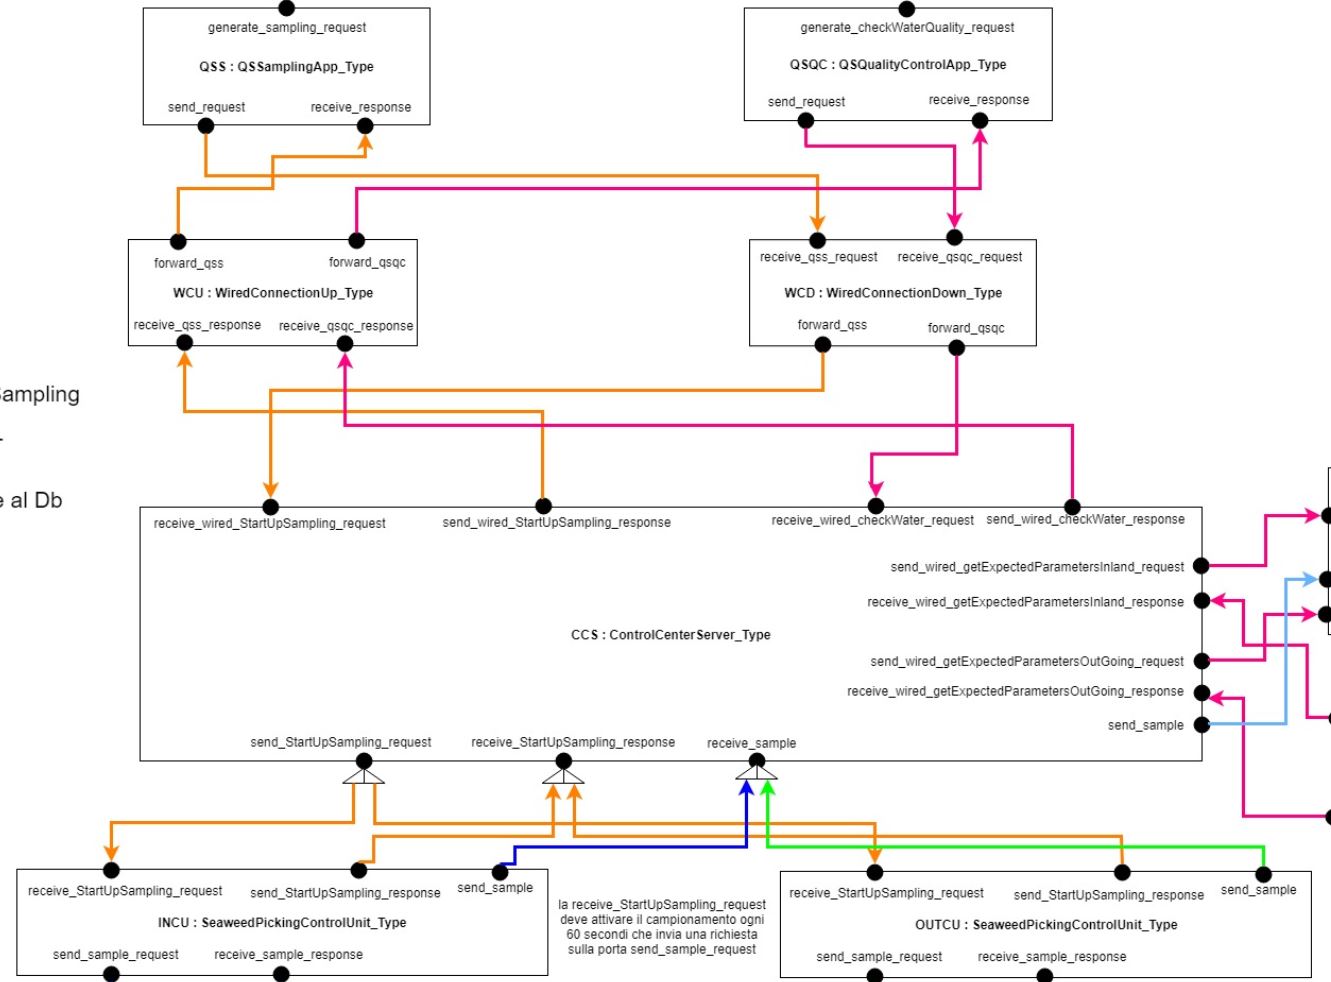 generate_sampling_request
QSS : QSSamplingApp_Type
send_request
receive_response
generate_checkWaterQuality_request
QSQC : QSQualityControlApp_Type
send_request
receive_response
forward_qss
forward_qsqc
WCU : WiredConnectionUp_Type
receive_qss_response
receive_qsqc_response
receive_qss_request
receive_qsqc_request
WCD : WiredConnectionDown_Type
forward_qss
forward_qsqc
Sampling
e al Db
receive_wired_StartUpSampling_request
send_wired_StartUpSampling_response
receive_wired_checkWater_request
send_wired_checkWater_response
send_wired_getExpectedParametersInland_request
receive_wired_getExpectedParametersInland_response
CCS : ControlCenterServer_Type
send_wired_getExpectedParametersOutGoing_request
receive_wired_getExpectedParametersOutGoing_response
send_sample
send_StartUpSampling_request
receive_StartUpSampling_response
receive_sample
receive_StartUpSampling_request
send_StartUpSampling_response
send_sample
INCU : SeaweedPickingControlUnit_Type
send_sample_request
receive_sample_response
la receive_StartUpSampling_request
deve attivare il campionamento ogni
60 secondi che invia una richiesta
sulla porta send_sample_request
receive_StartUpSampling_request
send_StartUpSampling_response
send_sample
OUTCU : SeaweedPickingControlUnit_Type
send_sample_request
receive_sample_response